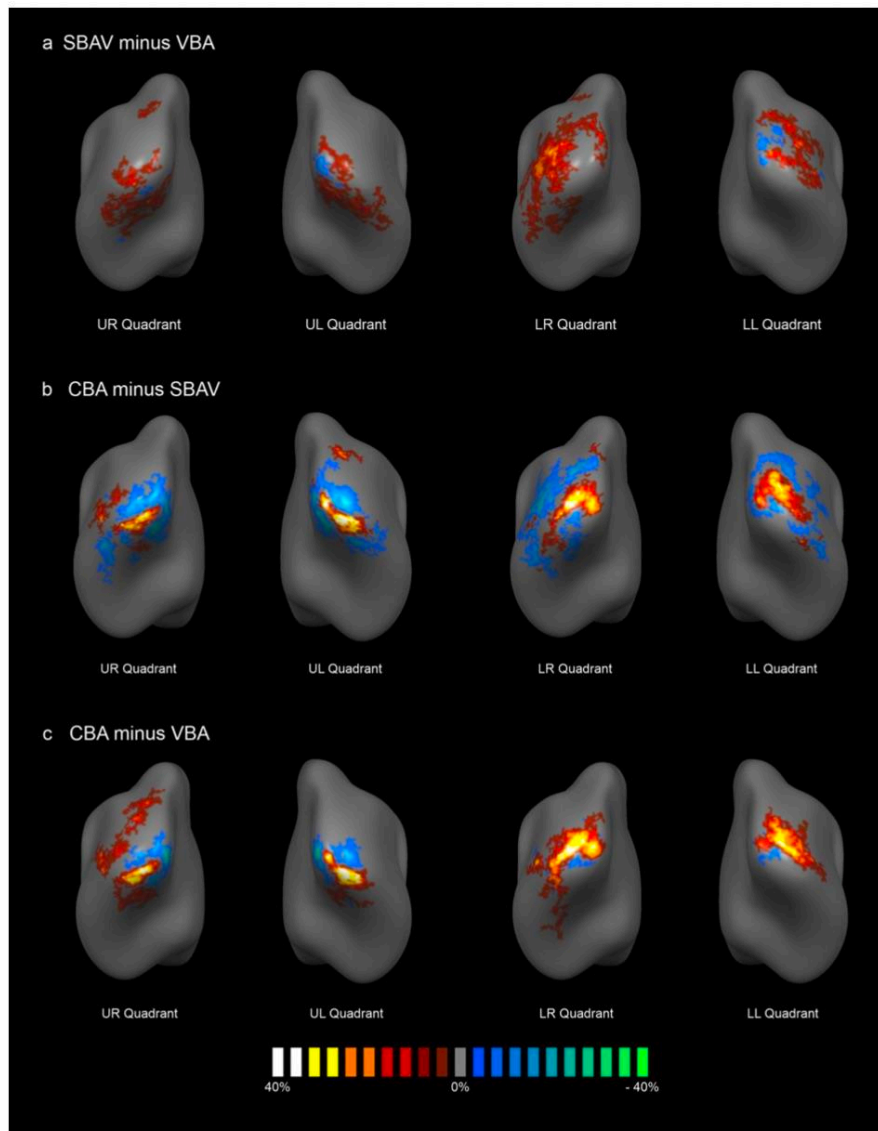 a SBAV minus VBA
UR Quadrant UL Quadrant LR Quadrant LL Quadrant
b CBA minus SBAV
UR Quadrant UL Quadrant LR Quadrant LL Quadrant
c CBA minus VBA
UR Quadrant UL Quadrant LR Quadrant LL Quadrant
40% 0% - 40%